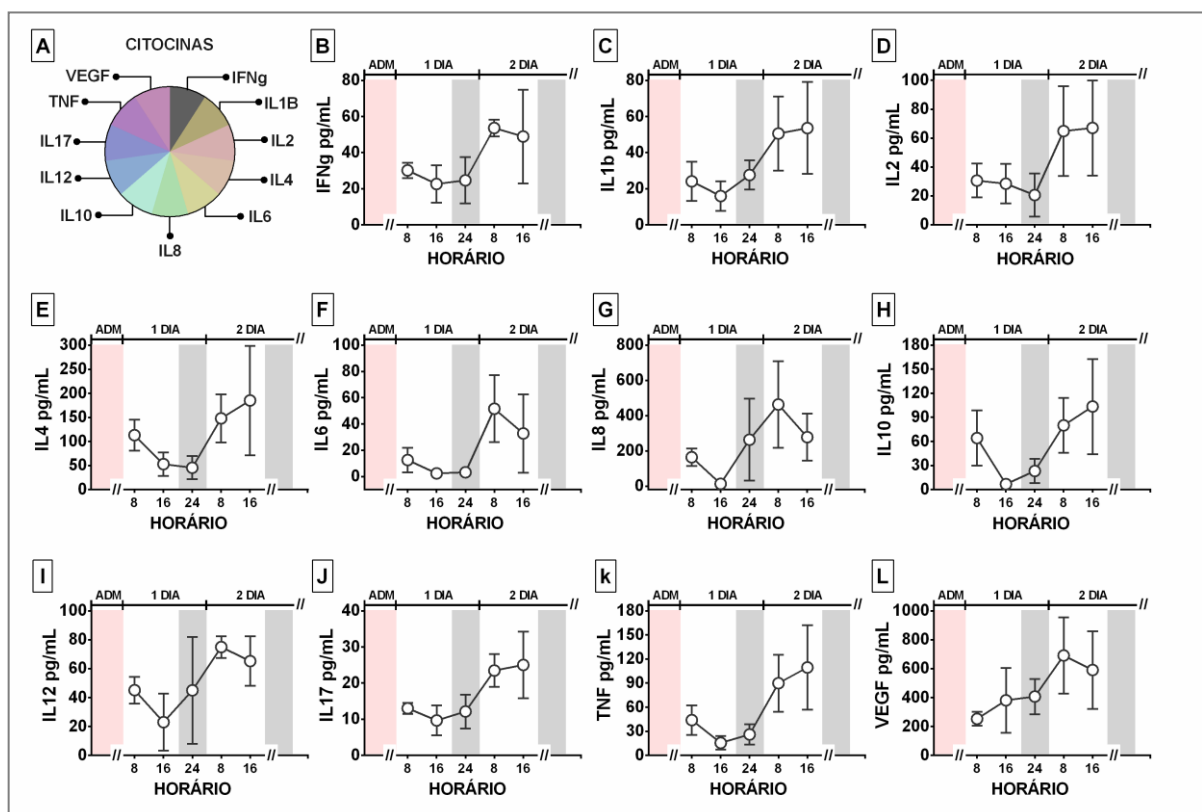 A
CITOCINAS
VEGF
IFNg
TNF
IL1B
IL17
IL2
IL12
IL4
IL10
IL6
IL8
B
ADM 1 DIA 2 DIA //
IFNg pg/mL
80
60
40
20
0
// 8 16 24 8 16 //
HORÁRIO
C
ADM 1 DIA 2 DIA //
IL1b pg/mL
80
60
40
20
0
// 8 16 24 8 16 //
HORÁRIO
D
ADM 1 DIA 2 DIA //
IL2 pg/mL
100
80
60
40
20
0
// 8 16 24 8 16 //
HORÁRIO
E
ADM 1 DIA 2 DIA //
IL4 pg/mL
300
250
200
150
100
50
0
// 8 16 24 8 16 //
HORÁRIO
F
ADM 1 DIA 2 DIA //
IL6 pg/mL
100
80
60
40
20
0
// 8 16 24 8 16 //
HORÁRIO
G
ADM 1 DIA 2 DIA //
IL8 pg/mL
800
600
400
200
0
// 8 16 24 8 16 //
HORÁRIO
H
ADM 1 DIA 2 DIA //
IL10 pg/mL
180
150
120
90
60
30
0
// 8 16 24 8 16 //
HORÁRIO
I
ADM 1 DIA 2 DIA //
IL12 pg/mL
100
80
60
40
20
0
// 8 16 24 8 16 //
HORÁRIO
J
ADM 1 DIA 2 DIA //
IL17 pg/mL
40
30
20
10
0
// 8 16 24 8 16 //
HORÁRIO
k
ADM 1 DIA 2 DIA //
TNF pg/mL
180
150
120
90
60
30
0
// 8 16 24 8 16 //
HORÁRIO
L
ADM 1 DIA 2 DIA //
VEGF pg/mL
1000
800
600
400
200
0
// 8 16 24 8 16 //
HORÁRIO